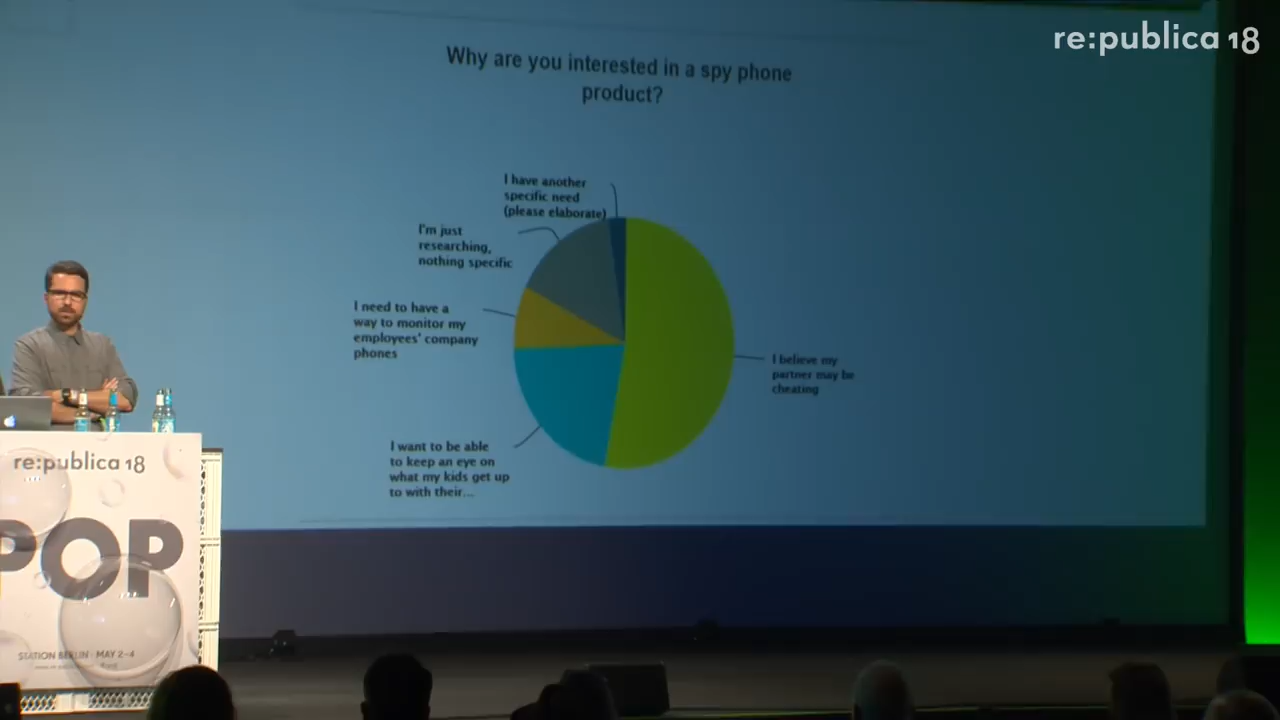 re:publica 18
Why are you interested in a spy phone
product?
I have another
specific need
(please elaborate)
I'm just
researching,
nothing specific
I need to have a
way to monitor my
employees' company
phones
I believe my
partner may be
cheating
I want to be able
to keep an eye on
what my kids get up
to with their...
re:publica 18
POP
STATION BERLIN · MAY 2–4